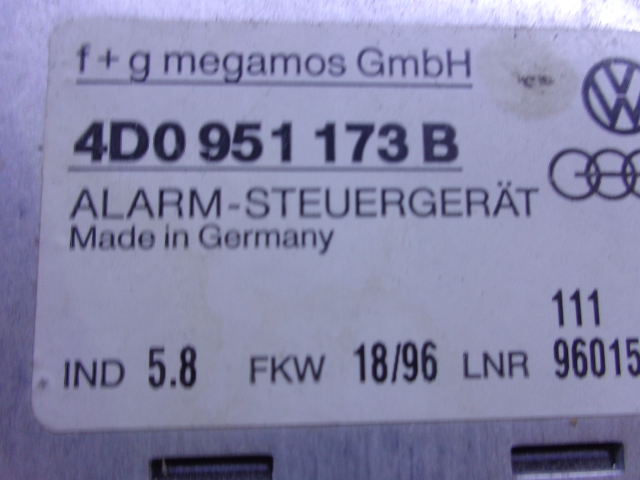 f+g megamos GmbH
4D0 951 173 B
ALARM-STEUERGERÄT
Made in Germany
111
IND 5.8 FKW 18/96 LNR 96015